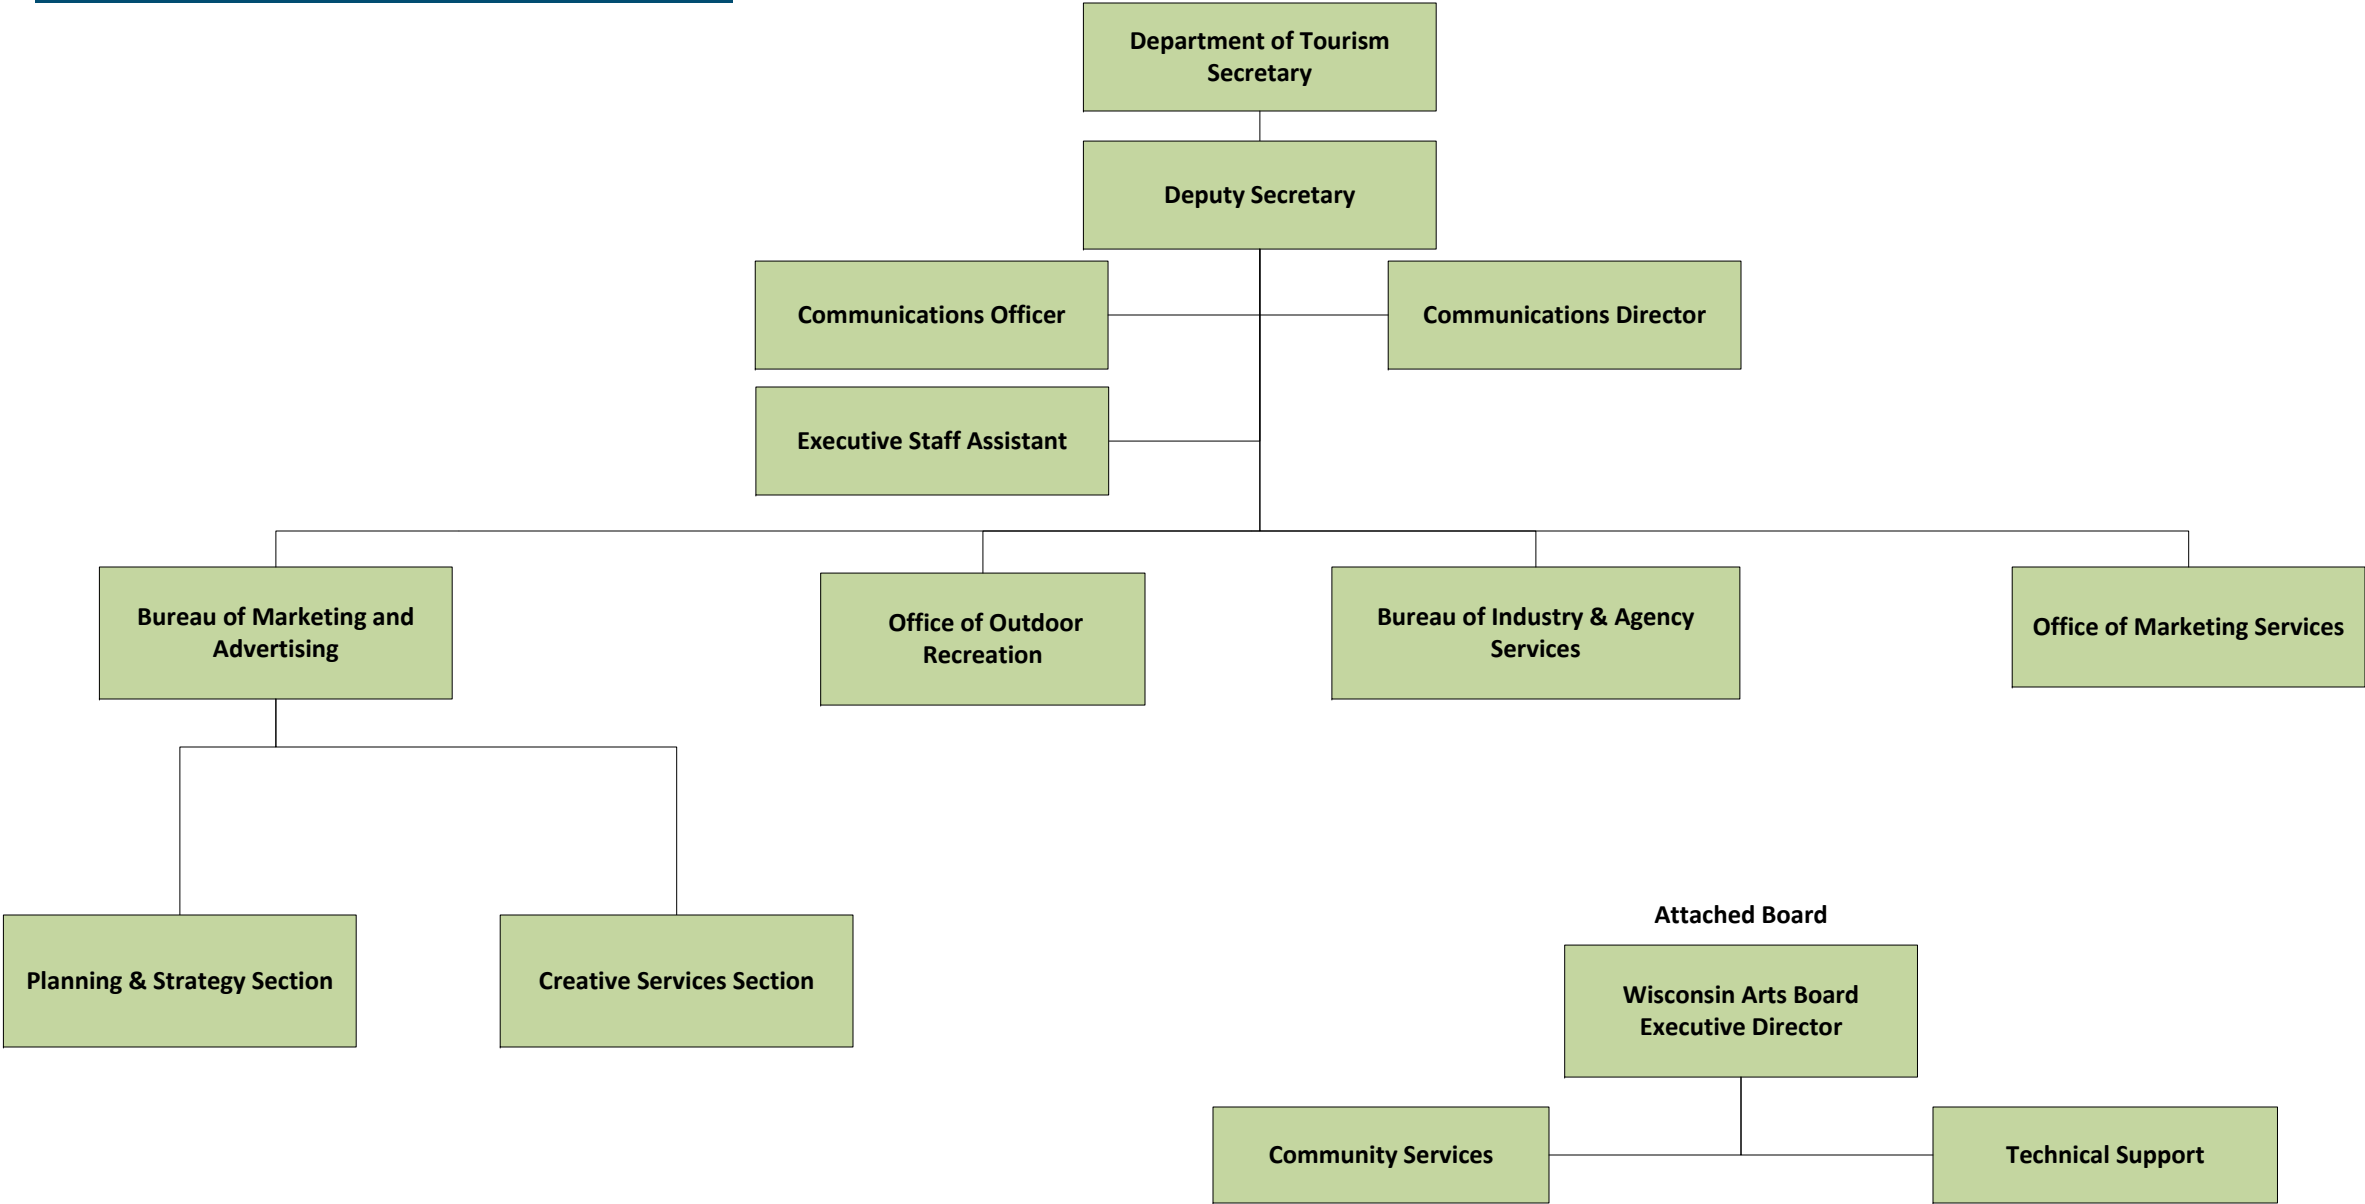 Department of Tourism
Secretary
Deputy Secretary
Communications Officer
Communications Director
Executive Staff Assistant
Bureau of Marketing and
Advertising
Office of Outdoor
Recreation
Bureau of Industry & Agency
Services
Office of Marketing Services
Planning & Strategy Section
Creative Services Section
Attached Board
Wisconsin Arts Board
Executive Director
Community Services
Technical Support